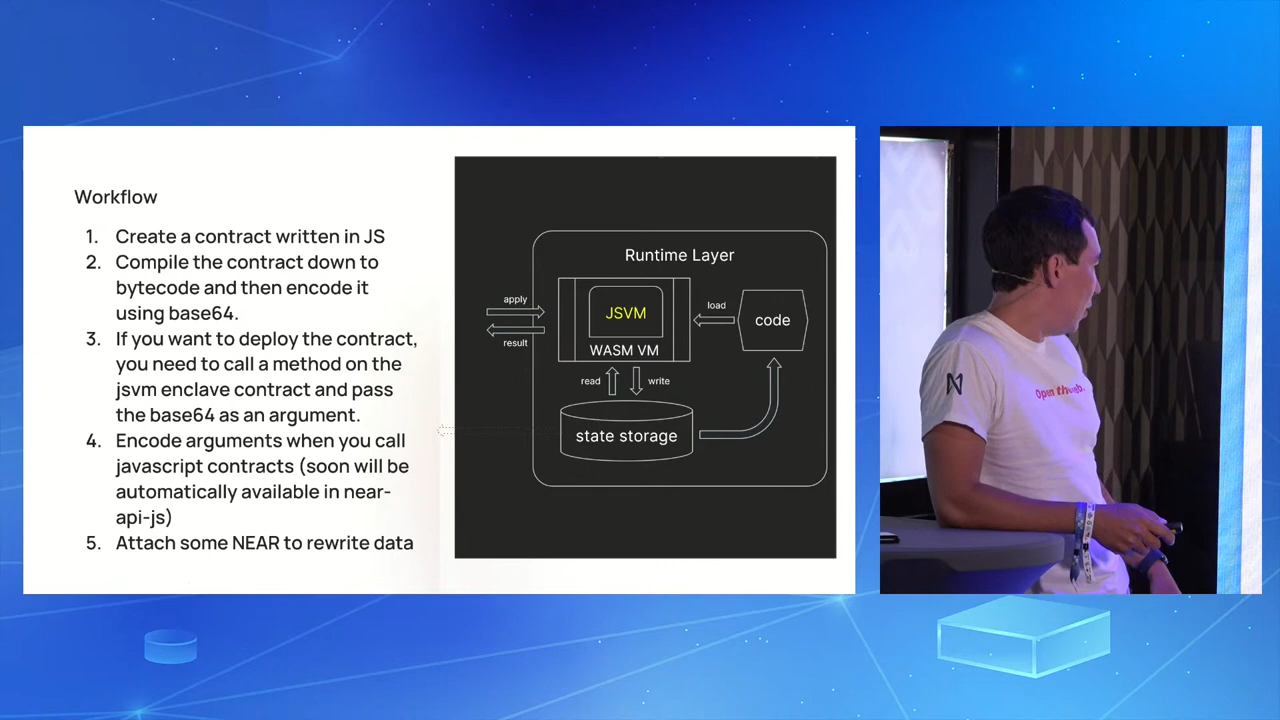 Workflow
1. Create a contract written in JS
2. Compile the contract down to
bytecode and then encode it
using base64.
3. If you want to deploy the contract,
you need to call a method on the
jsvm enclave contract and pass
the base64 as an argument.
4. Encode arguments when you call
javascript contracts (soon will be
automatically available in near-
api-js)
5. Attach some NEAR to rewrite data
Runtime Layer
apply
result
JSVM
WASM VM
load
code
read
write
state storage
Open the web.